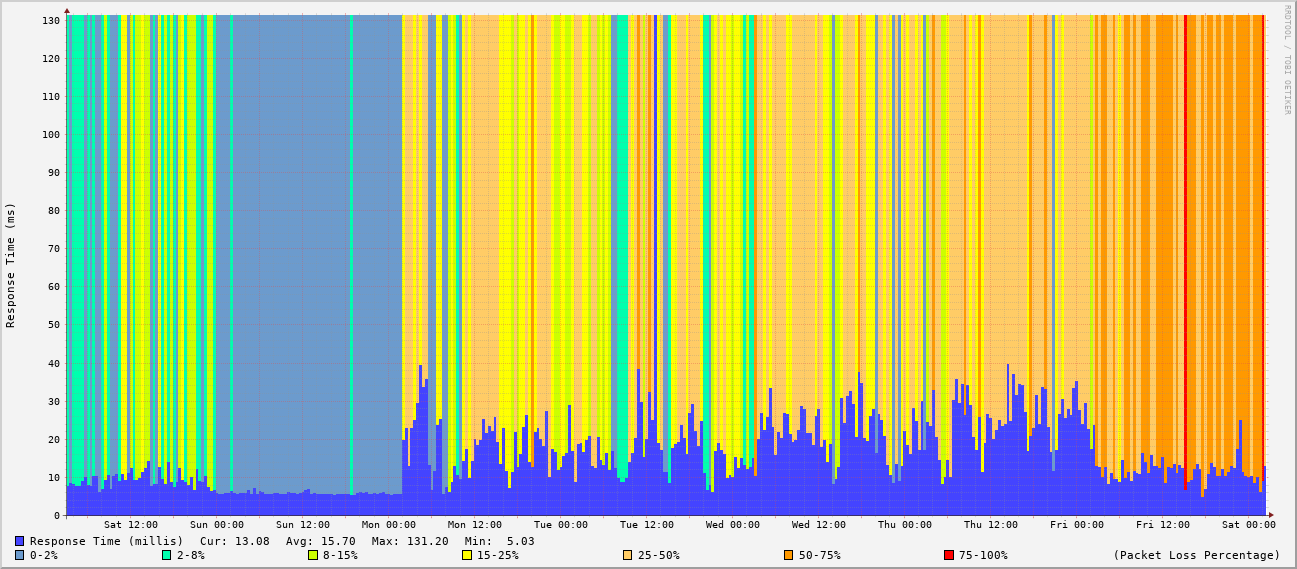 RRDTOOL / TOBI OETIKER
Response Time (ms)
130
120
110
100
90
80
70
60
50
40
30
20
10
0
Sat 12:00 Sun 00:00 Sun 12:00 Mon 00:00 Mon 12:00 Tue 00:00 Tue 12:00 Wed 00:00 Wed 12:00 Thu 00:00 Thu 12:00 Fri 00:00 Fri 12:00 Sat 00:00
Response Time (millis) Cur: 13.08 Avg: 15.70 Max: 131.20 Min: 5.03
0-2% 2-8% 8-15% 15-25% 25-50% 50-75% 75-100% (Packet Loss Percentage)